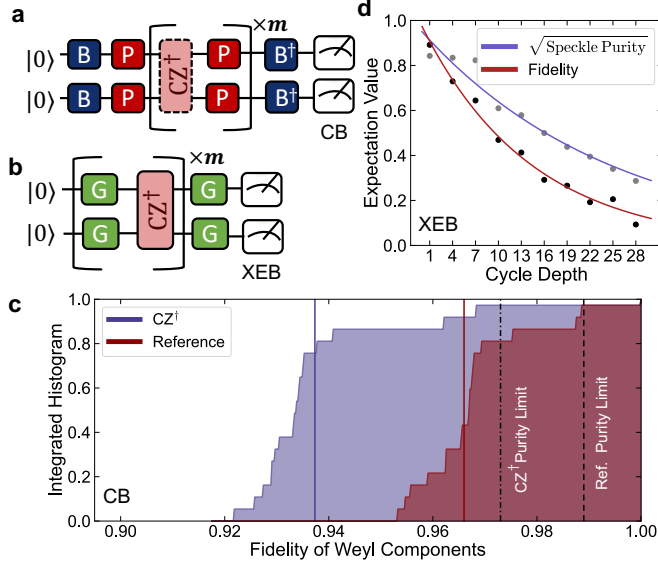 a
|0⟩ B P CZ† P ×m B†
|0⟩ B P P B†
CB
b
|0⟩ G CZ† ×m G
|0⟩ G G
XEB
d
Expectation Value
1.0
0.8
0.6
0.4
0.2
0.0
√Speckle Purity
Fidelity
XEB
1 4 7 10 13 16 19 22 25 28
Cycle Depth
c
Integrated Histogram
1.0
0.8
0.6
0.4
0.2
0.0
CZ†
Reference
CB
CZ† Purity Limit
Ref. Purity Limit
0.90 0.92 0.94 0.96 0.98 1.00
Fidelity of Weyl Components